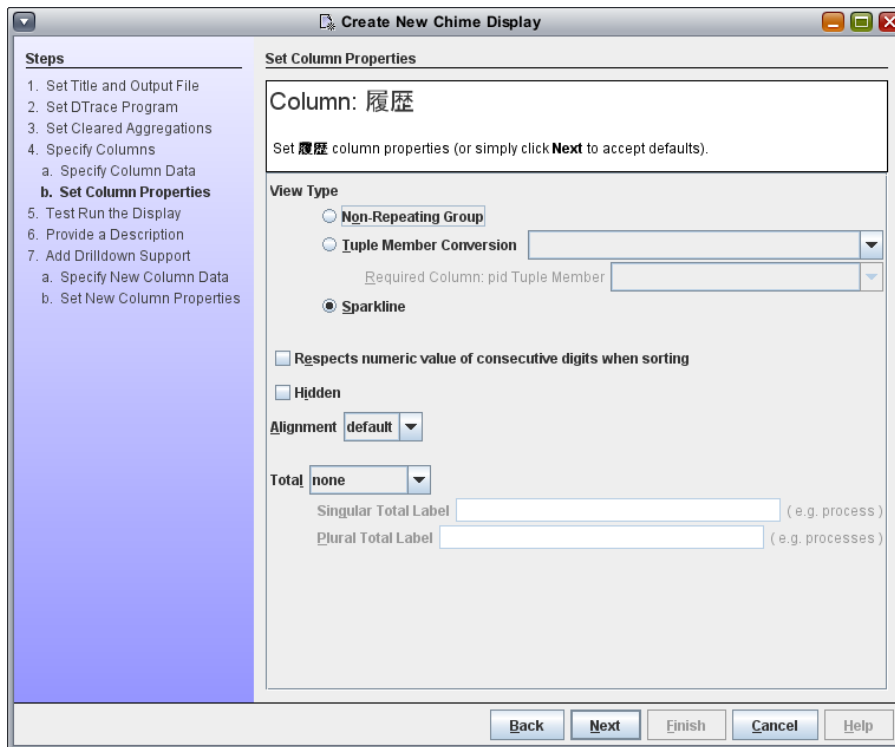 Create New Chime Display
Steps
1. Set Title and Output File
2. Set DTrace Program
3. Set Cleared Aggregations
4. Specify Columns
a. Specify Column Data
b. Set Column Properties
5. Test Run the Display
6. Provide a Description
7. Add Drilldown Support
a. Specify New Column Data
b. Set New Column Properties
Set Column Properties
Column: 履歴
Set 履歴 column properties (or simply click Next to accept defaults).
View Type
Non-Repeating Group
Tuple Member Conversion
Required Column: pid Tuple Member
Sparkline
Respects numeric value of consecutive digits when sorting
Hidden
Alignment default
Total none
Singular Total Label ( e.g. process )
Plural Total Label ( e.g. processes )
Back Next Finish Cancel Help